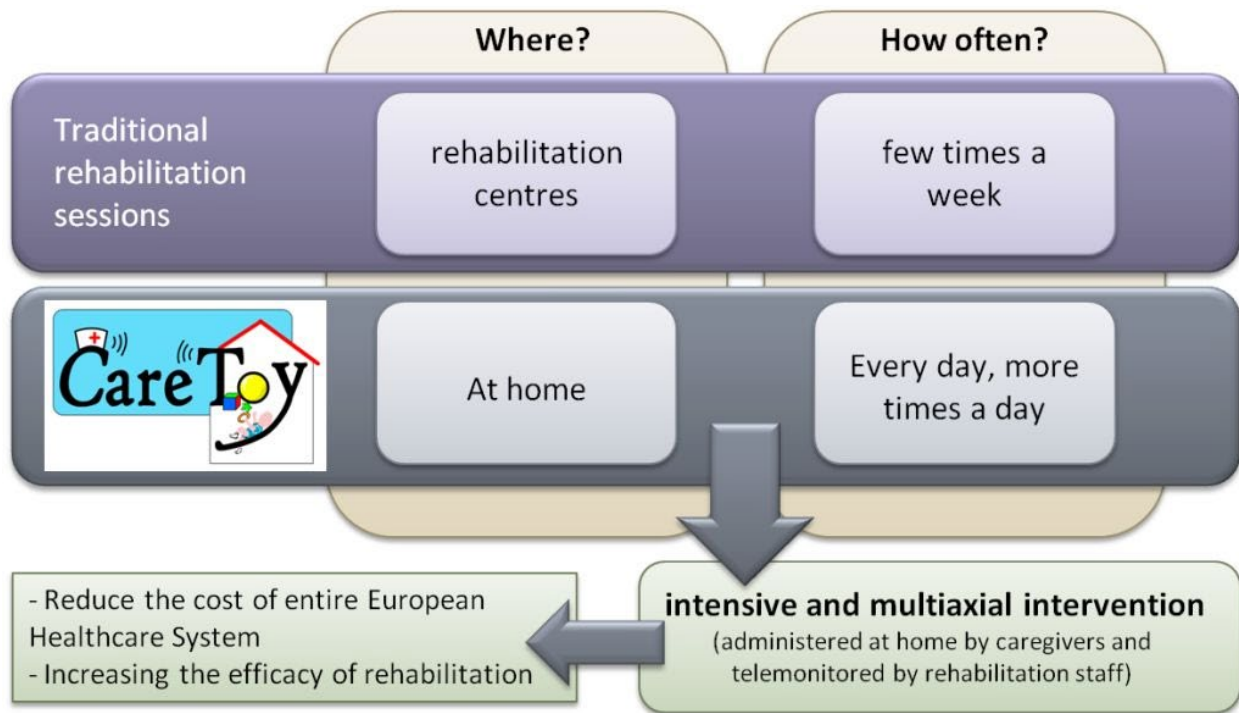 Where?
How often?
Traditional
rehabilitation
sessions
rehabilitation
centres
few times a
week
CareToy
At home
Every day, more
times a day
- Reduce the cost of entire European
Healthcare System
- Increasing the efficacy of rehabilitation
intensive and multiaxial intervention
(administered at home by caregivers and
telemonitored by rehabilitation staff)